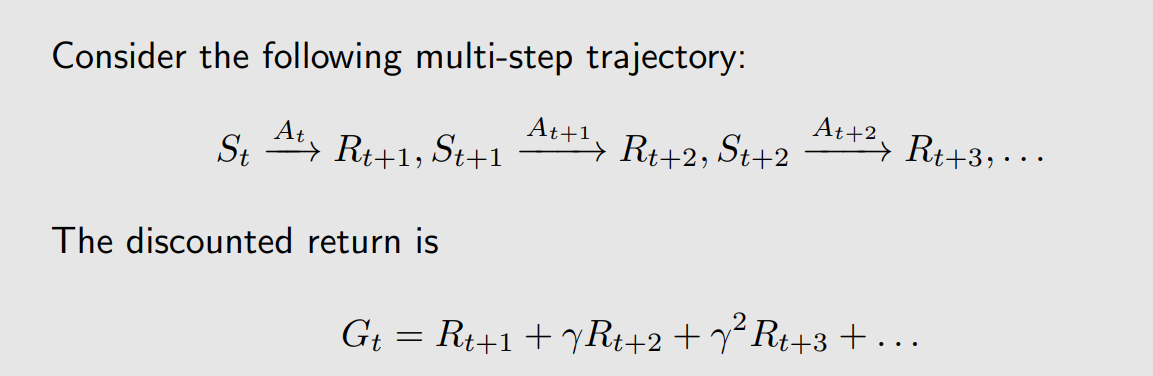 Consider the following multi-step trajectory:
$S_t \xrightarrow{A_t} R_{t+1}, S_{t+1} \xrightarrow{A_{t+1}} R_{t+2}, S_{t+2} \xrightarrow{A_{t+2}} R_{t+3}, \ldots$
The discounted return is
$G_t = R_{t+1} + \gamma R_{t+2} + \gamma^2 R_{t+3} + \ldots$